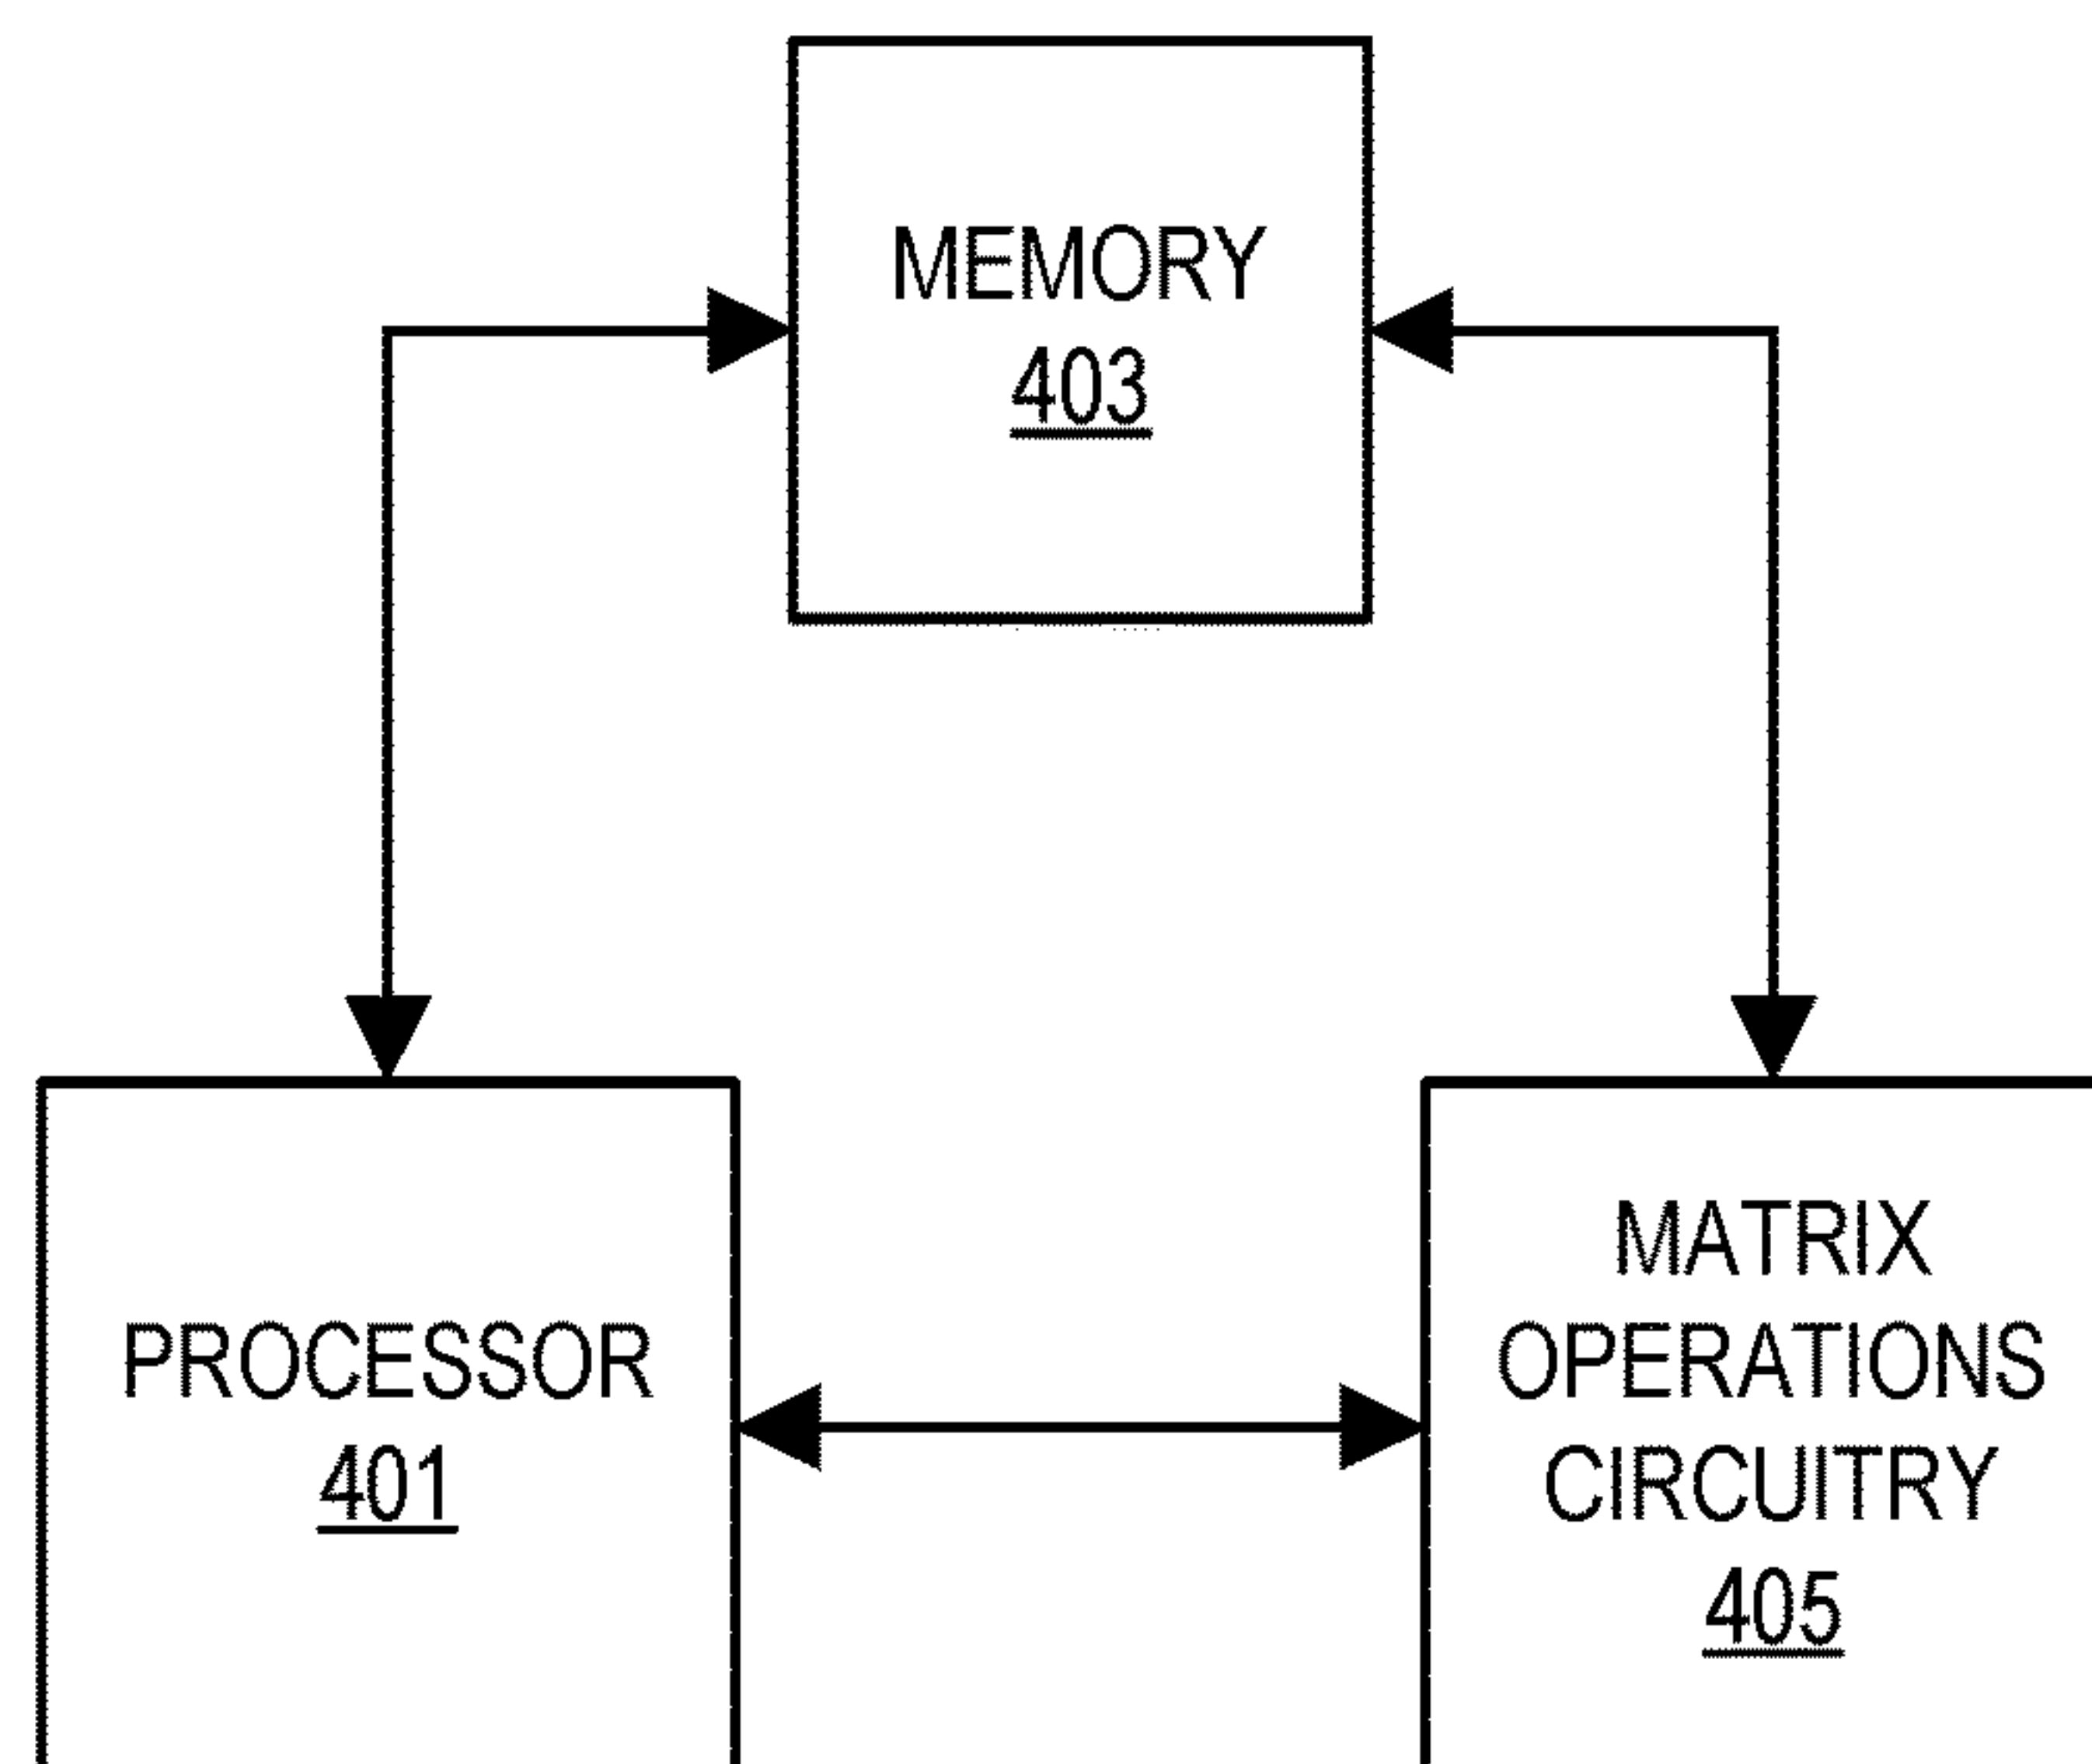 MEMORY
403
PROCESSOR
401
MATRIX
OPERATIONS
CIRCUITRY
405